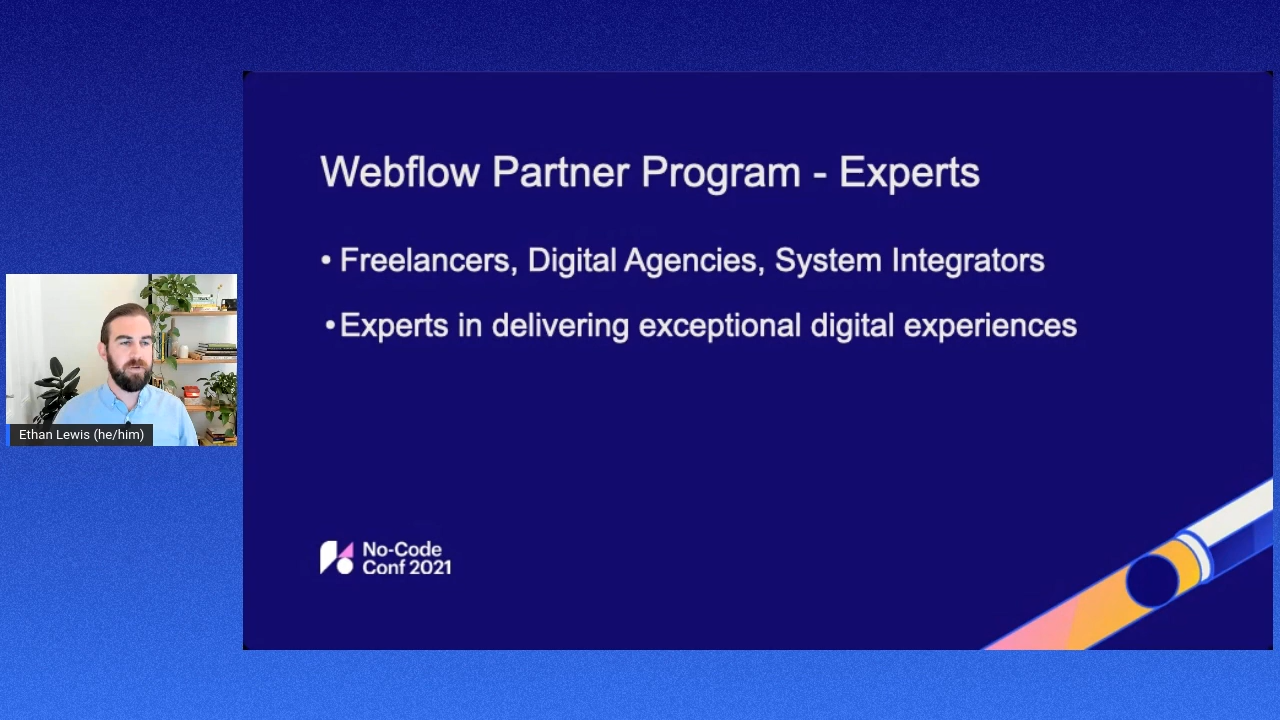 Webflow Partner Program - Experts
• Freelancers, Digital Agencies, System Integrators
• Experts in delivering exceptional digital experiences
Ethan Lewis (he/him)
No-Code
Conf 2021